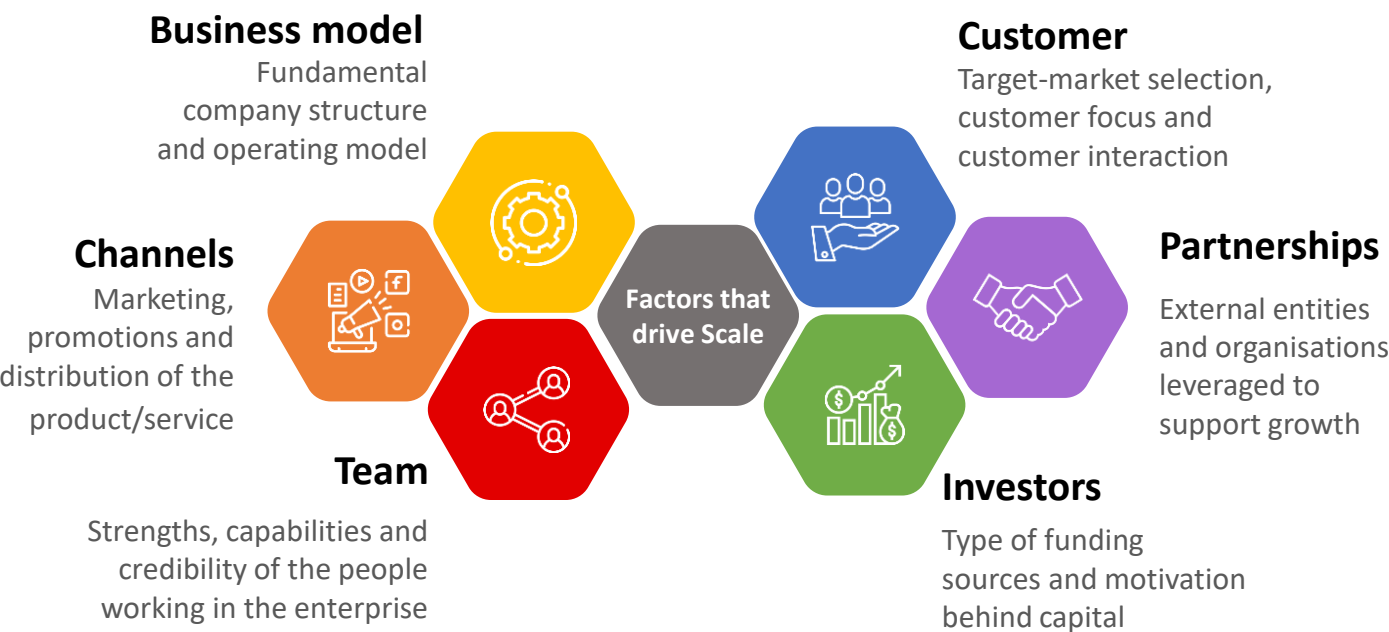 Business model
Fundamental
company structure
and operating model
Customer
Target-market selection,
customer focus and
customer interaction
Channels
Marketing,
promotions and
distribution of the
product/service
Factors that
drive Scale
Partnerships
External entities
and organisations
leveraged to
support growth
Team
Strengths, capabilities and
credibility of the people
working in the enterprise
Investors
Type of funding
sources and motivation
behind capital